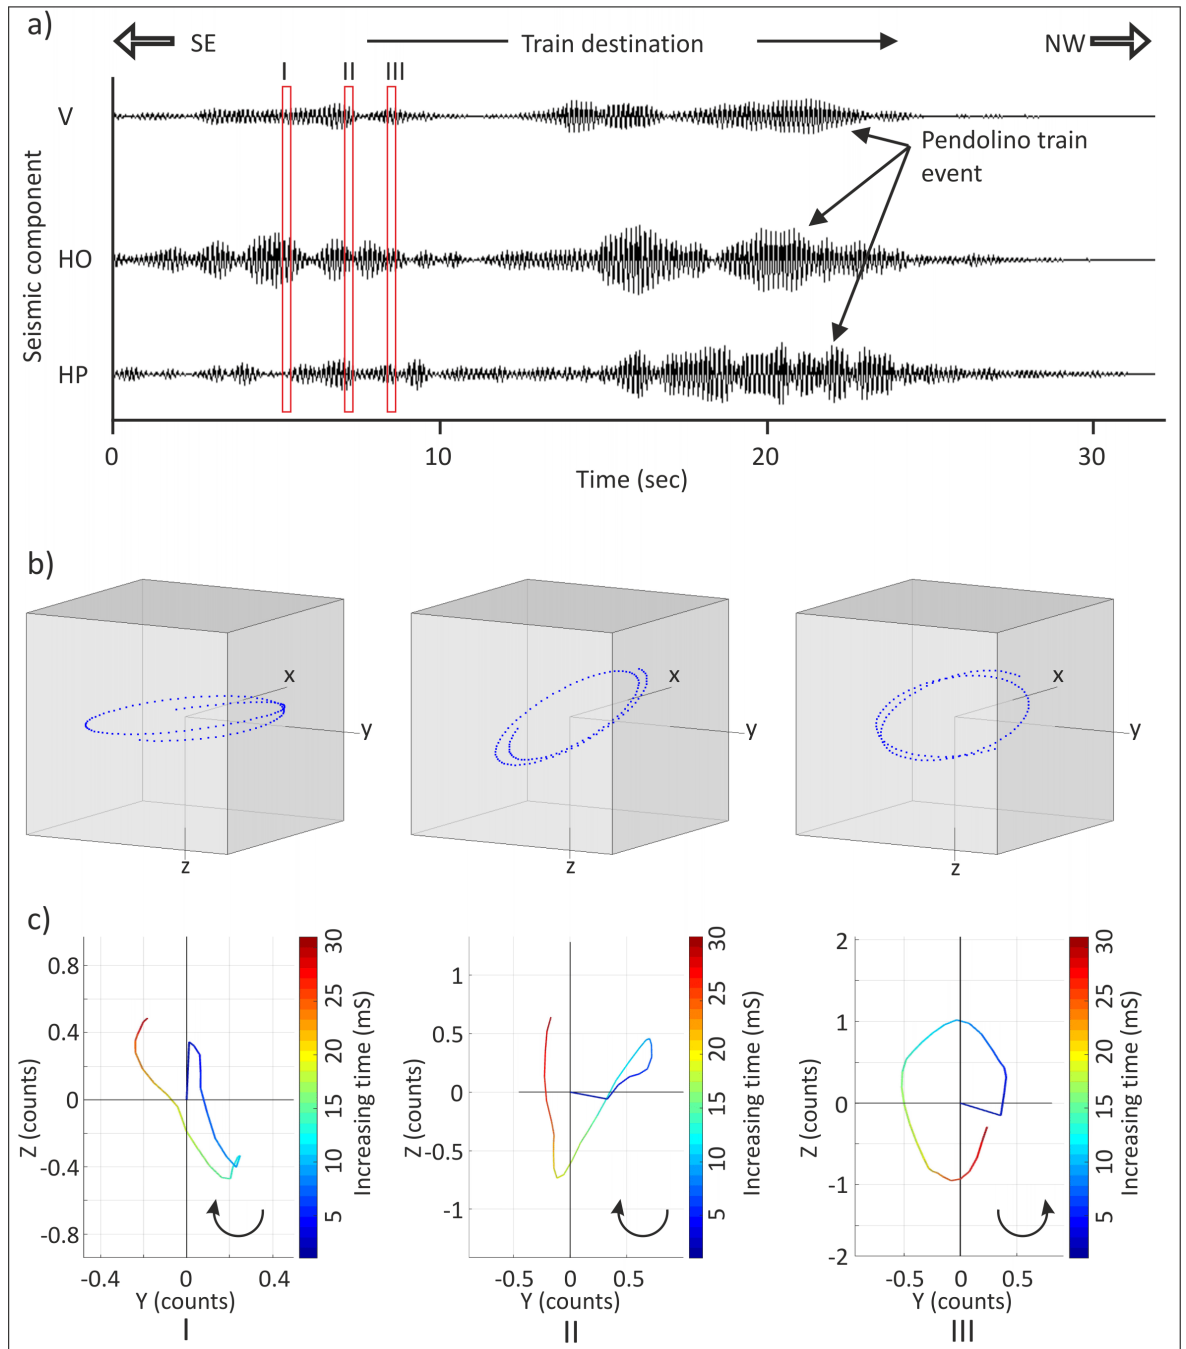 a)
SE
Train destination
NW
I
II
III
V
Pendolino train
event
HO
HP
Seismic component
0
10
20
30
Time (sec)
b)
x
y
z
x
y
z
x
y
z
c)
0.8
0.4
0
-0.4
-0.8
Z (counts)
-0.4
0
0.4
Y (counts)
30
25
20
15
10
5
Increasing time (mS)
I
1
0.5
0
-0.5
-1
Z (counts)
-0.5
0
0.5
Y (counts)
30
25
20
15
10
5
Increasing time (mS)
II
2
1
0
-1
-2
Z (counts)
-0.5
0
0.5
Y (counts)
30
25
20
15
10
5
Increasing time (mS)
III